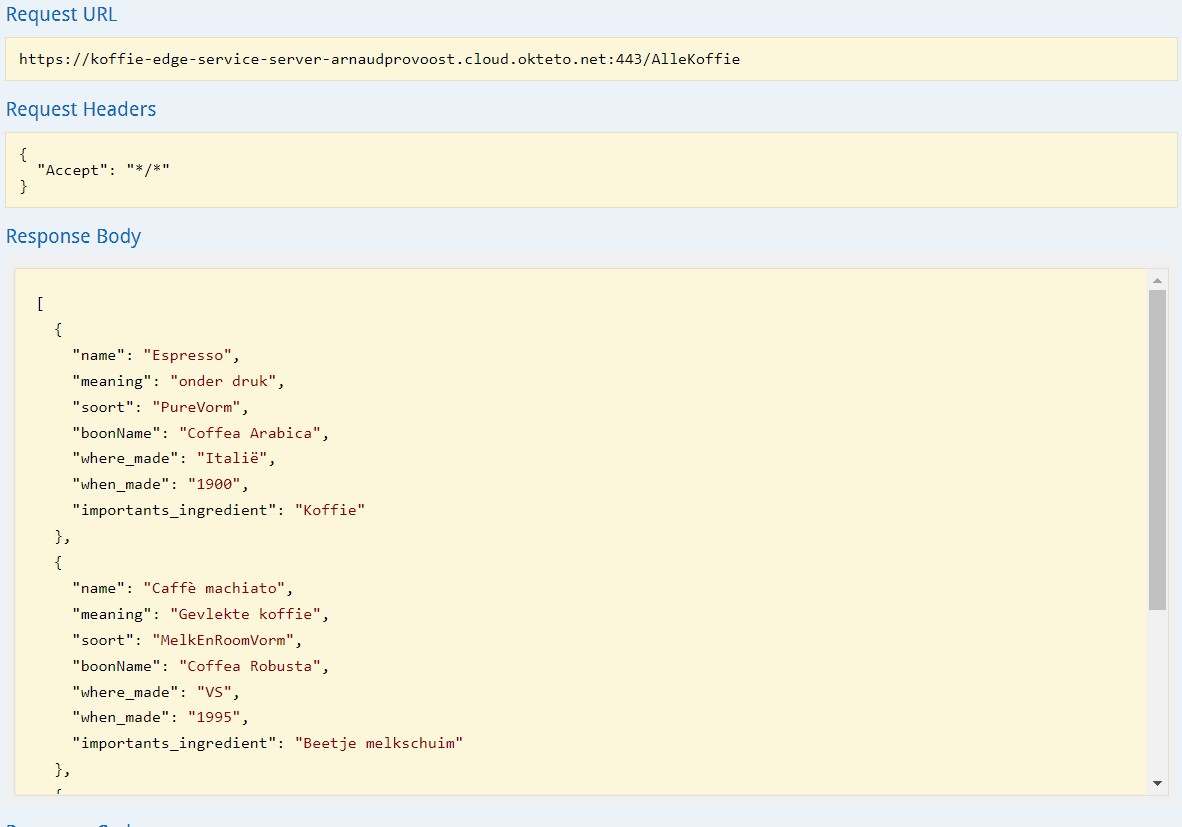 Request URL
https://koffie-edge-service-server-arnaudprovoost.cloud.okteto.net:443/AlleKoffie
Request Headers
{
  "Accept": "*/*"
}
Response Body
[
  {
    "name": "Espresso",
    "meaning": "onder druk",
    "soort": "PureVorm",
    "boonName": "Coffea Arabica",
    "where_made": "Italië",
    "when_made": "1900",
    "importants_ingredient": "Koffie"
  },
  {
    "name": "Caffè machiato",
    "meaning": "Gevlekte koffie",
    "soort": "MelkEnRoomVorm",
    "boonName": "Coffea Robusta",
    "where_made": "VS",
    "when_made": "1995",
    "importants_ingredient": "Beetje melkschuim"
  },
  {